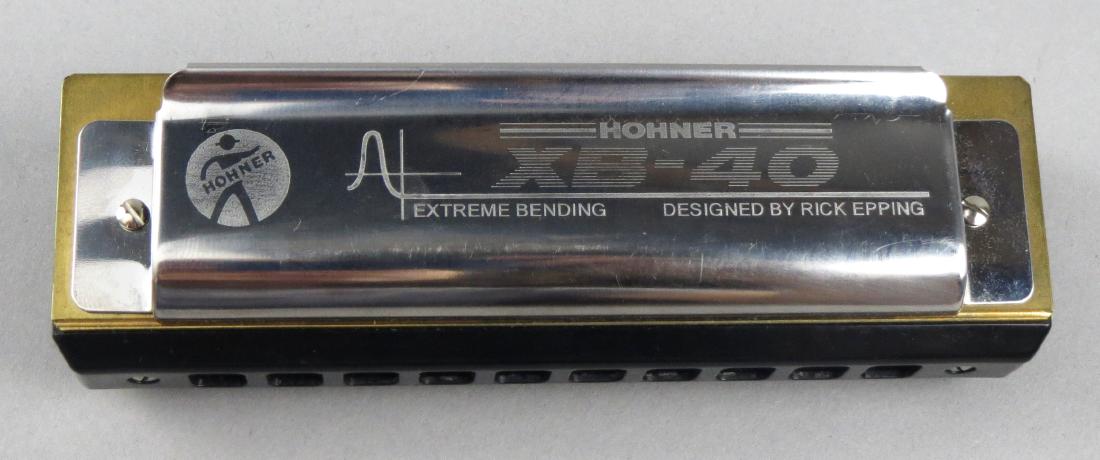 HOHNER
HOHNER
XB-40
EXTREME BENDING DESIGNED BY RICK EPPING